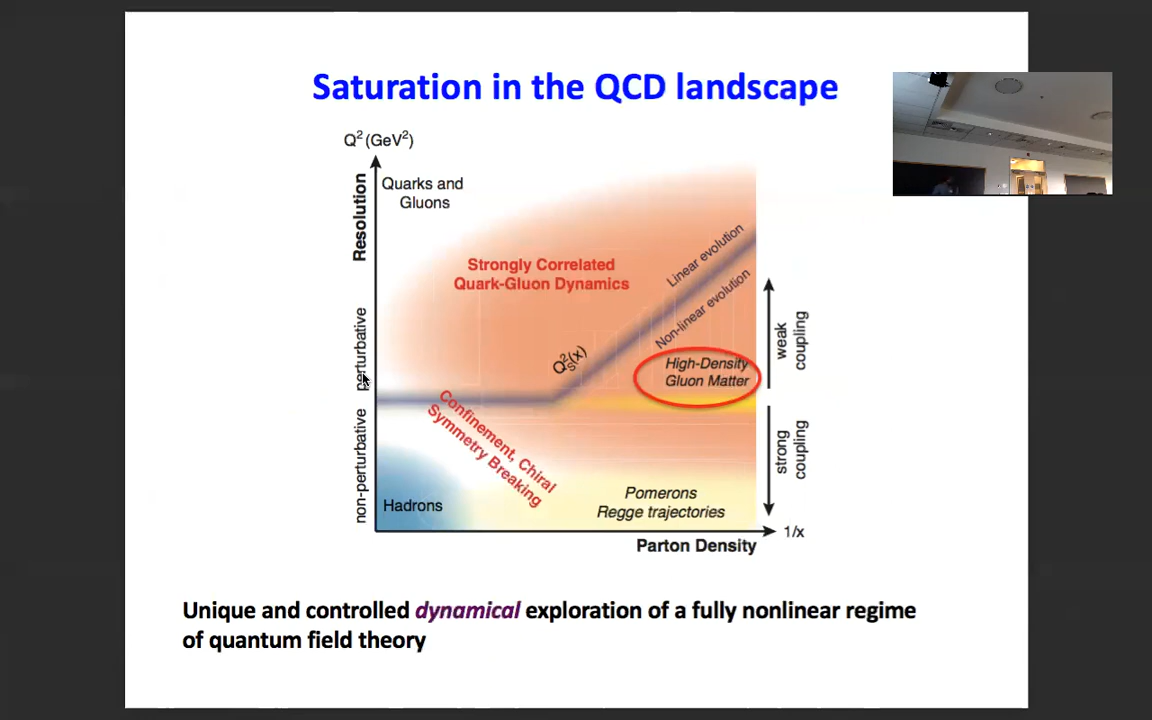 Saturation in the QCD landscape
Q² (GeV²)
Resolution
Quarks and
Gluons
Strongly Correlated
Quark-Gluon Dynamics
Linear evolution
Non-linear evolution
Q²S(x)
High-Density
Gluon Matter
weak
coupling
perturbative
non-perturbative
Confinement, Chiral
Symmetry Breaking
strong
coupling
Hadrons
Pomerons
Regge trajectories
1/x
Parton Density
Unique and controlled dynamical exploration of a fully nonlinear regime
of quantum field theory